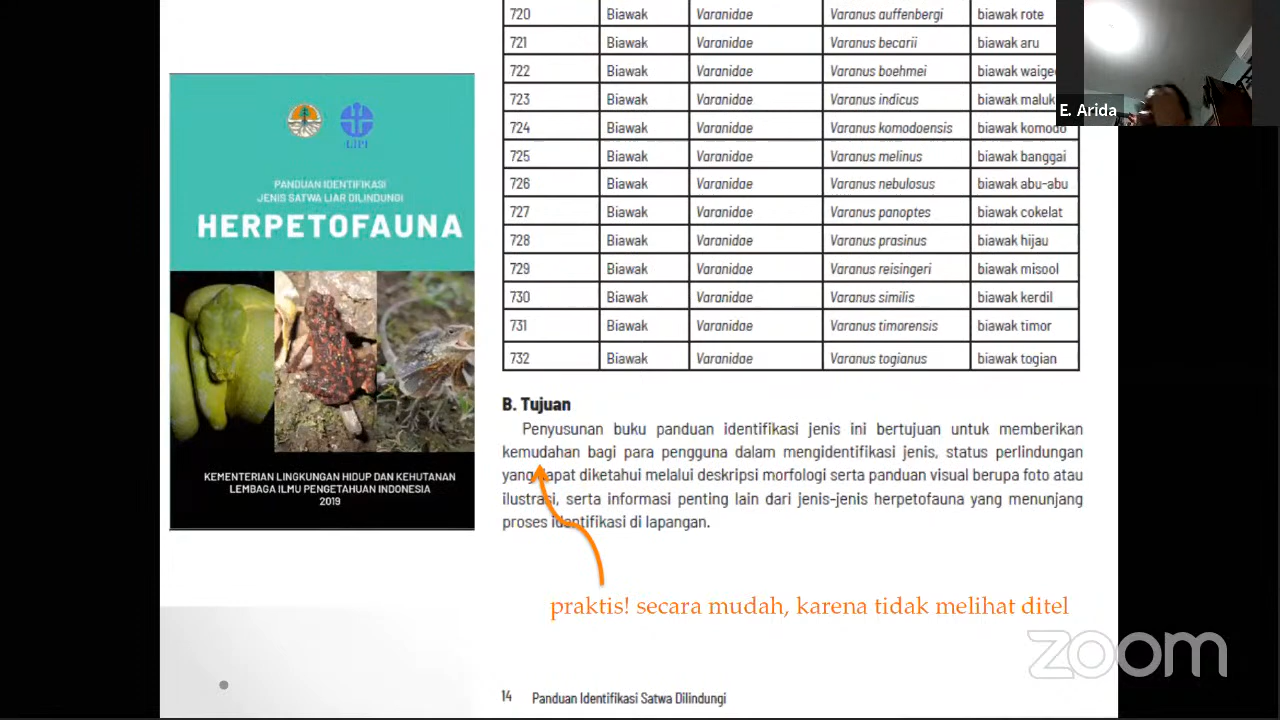 LIPI
PANDUAN IDENTIFIKASI
JENIS SATWA LIAR DILINDUNGI
HERPETOFAUNA
KEMENTERIAN LINGKUNGAN HIDUP DAN KEHUTANAN
LEMBAGA ILMU PENGETAHUAN INDONESIA
2019
720 Biawak Varanidae Varanus auffenbergi biawak rote
721 Biawak Varanidae Varanus becarii biawak aru
722 Biawak Varanidae Varanus boehmei biawak waige
723 Biawak Varanidae Varanus indicus biawak maluk
724 Biawak Varanidae Varanus komodoensis biawak komodo
725 Biawak Varanidae Varanus melinus biawak banggai
726 Biawak Varanidae Varanus nebulosus biawak abu-abu
727 Biawak Varanidae Varanus panoptes biawak cokelat
728 Biawak Varanidae Varanus prasinus biawak hijau
729 Biawak Varanidae Varanus reisingeri biawak misool
730 Biawak Varanidae Varanus similis biawak kerdil
731 Biawak Varanidae Varanus timorensis biawak timor
732 Biawak Varanidae Varanus togianus biawak togian
E. Arida
B. Tujuan
Penyusunan buku panduan identifikasi jenis ini bertujuan untuk memberikan
kemudahan bagi para pengguna dalam mengidentifikasi jenis, status perlindungan
yang dapat diketahui melalui deskripsi morfologi serta panduan visual berupa foto atau
ilustrasi, serta informasi penting lain dari jenis-jenis herpetofauna yang menunjang
proses identifikasi di lapangan.
praktis! secara mudah, karena tidak melihat ditel
zoom
14 Panduan Identifikasi Satwa Dilindungi